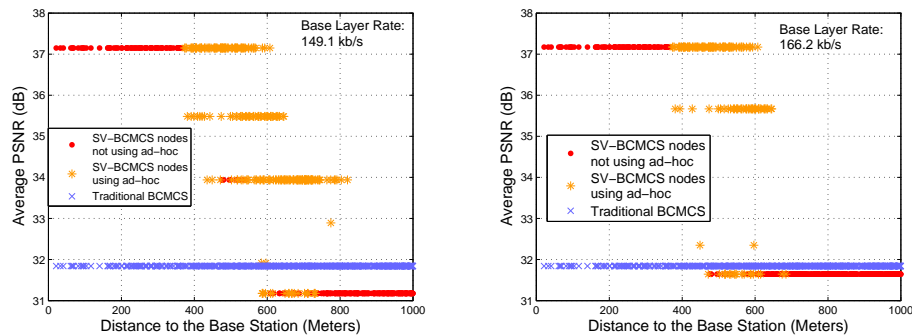 Base Layer Rate:
149.1 kb/s
38
37
36
35
34
33
32
31
Average PSNR (dB)
SV−BCMCS nodes
not using ad−hoc
SV−BCMCS nodes
using ad−hoc
Traditional BCMCS
0 200 400 600 800 1000
Distance to the Base Station (Meters)
Base Layer Rate:
166.2 kb/s
38
37
36
35
34
33
32
31
Average PSNR (dB)
SV−BCMCS nodes
not using ad−hoc
SV−BCMCS nodes
using ad−hoc
Traditional BCMCS
0 200 400 600 800 1000
Distance to the Base Station (Meters)